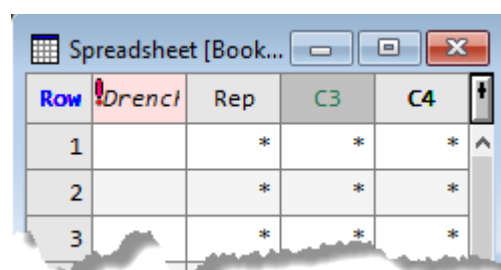 Spreadsheet [Book...
Row !Drencl Rep C3 C4
1 * * *
2 * * *
3 * * *